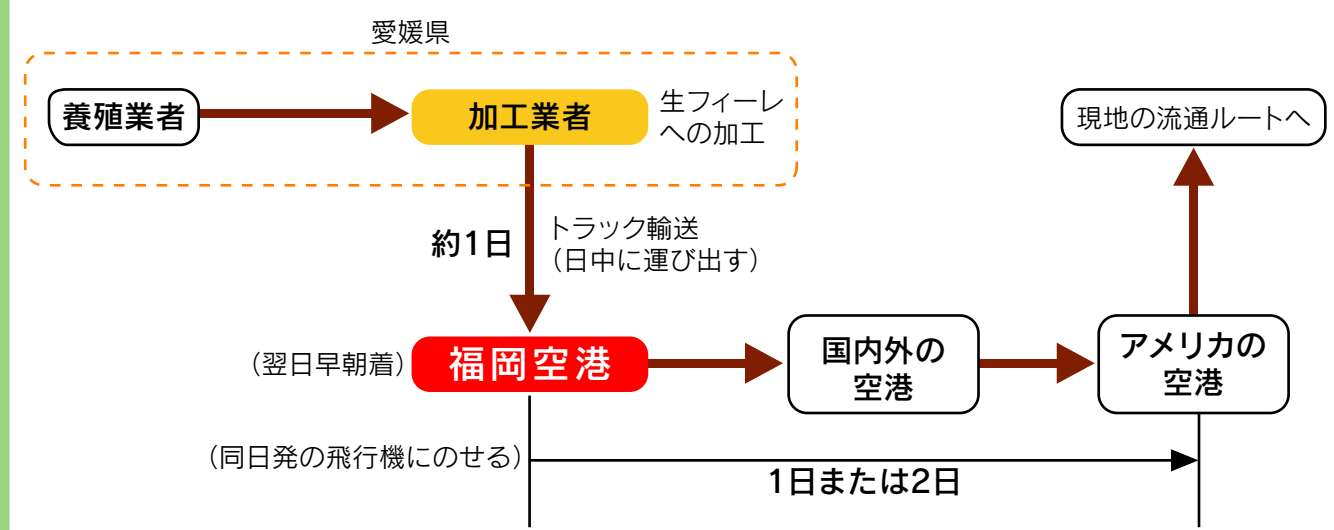 愛媛県
養殖業者
加工業者
生フィーレ
への加工
約1日
トラック輸送
（日中に運び出す）
（翌日早朝着）
福岡空港
国内外の
空港
アメリカの
空港
現地の流通ルートへ
（同日発の飛行機にのせる）
1日または2日